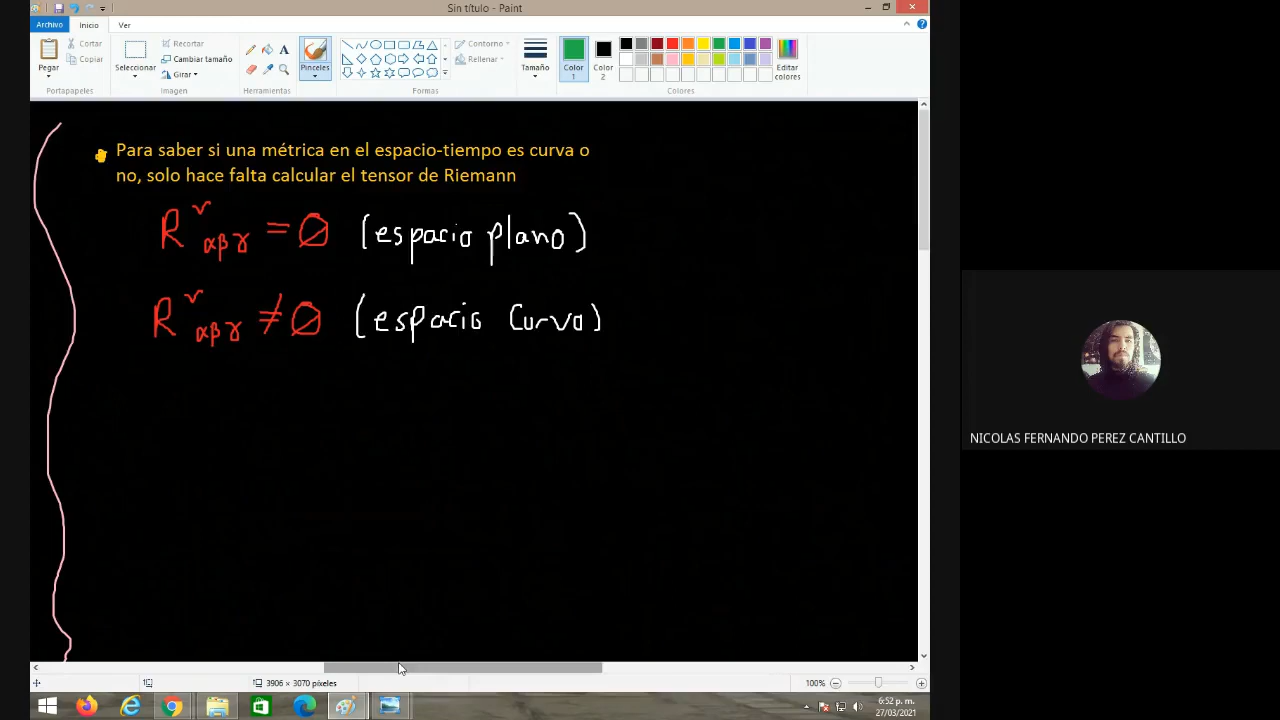 Sin título - Paint
Archivo Inicio Ver
Pegar
Cortar
Copiar
Portapapeles
Seleccionar
Recortar
Cambiar tamaño
Girar
Imagen
A
Herramientas
Pinceles
Contorno
Rellenar
Formas
Tamaño
Color 1
Color 2
Editar colores
Colores
Para saber si una métrica en el espacio-tiempo es curva o
no, solo hace falta calcular el tensor de Riemann
R^ν_αβγ = 0 (espacio plano)
R^ν_αβγ ≠ 0 (espacio curvo)
NICOLAS FERNANDO PEREZ CANTILLO
3906 × 3070 píxeles
100%
6:52 p. m.
27/03/2021